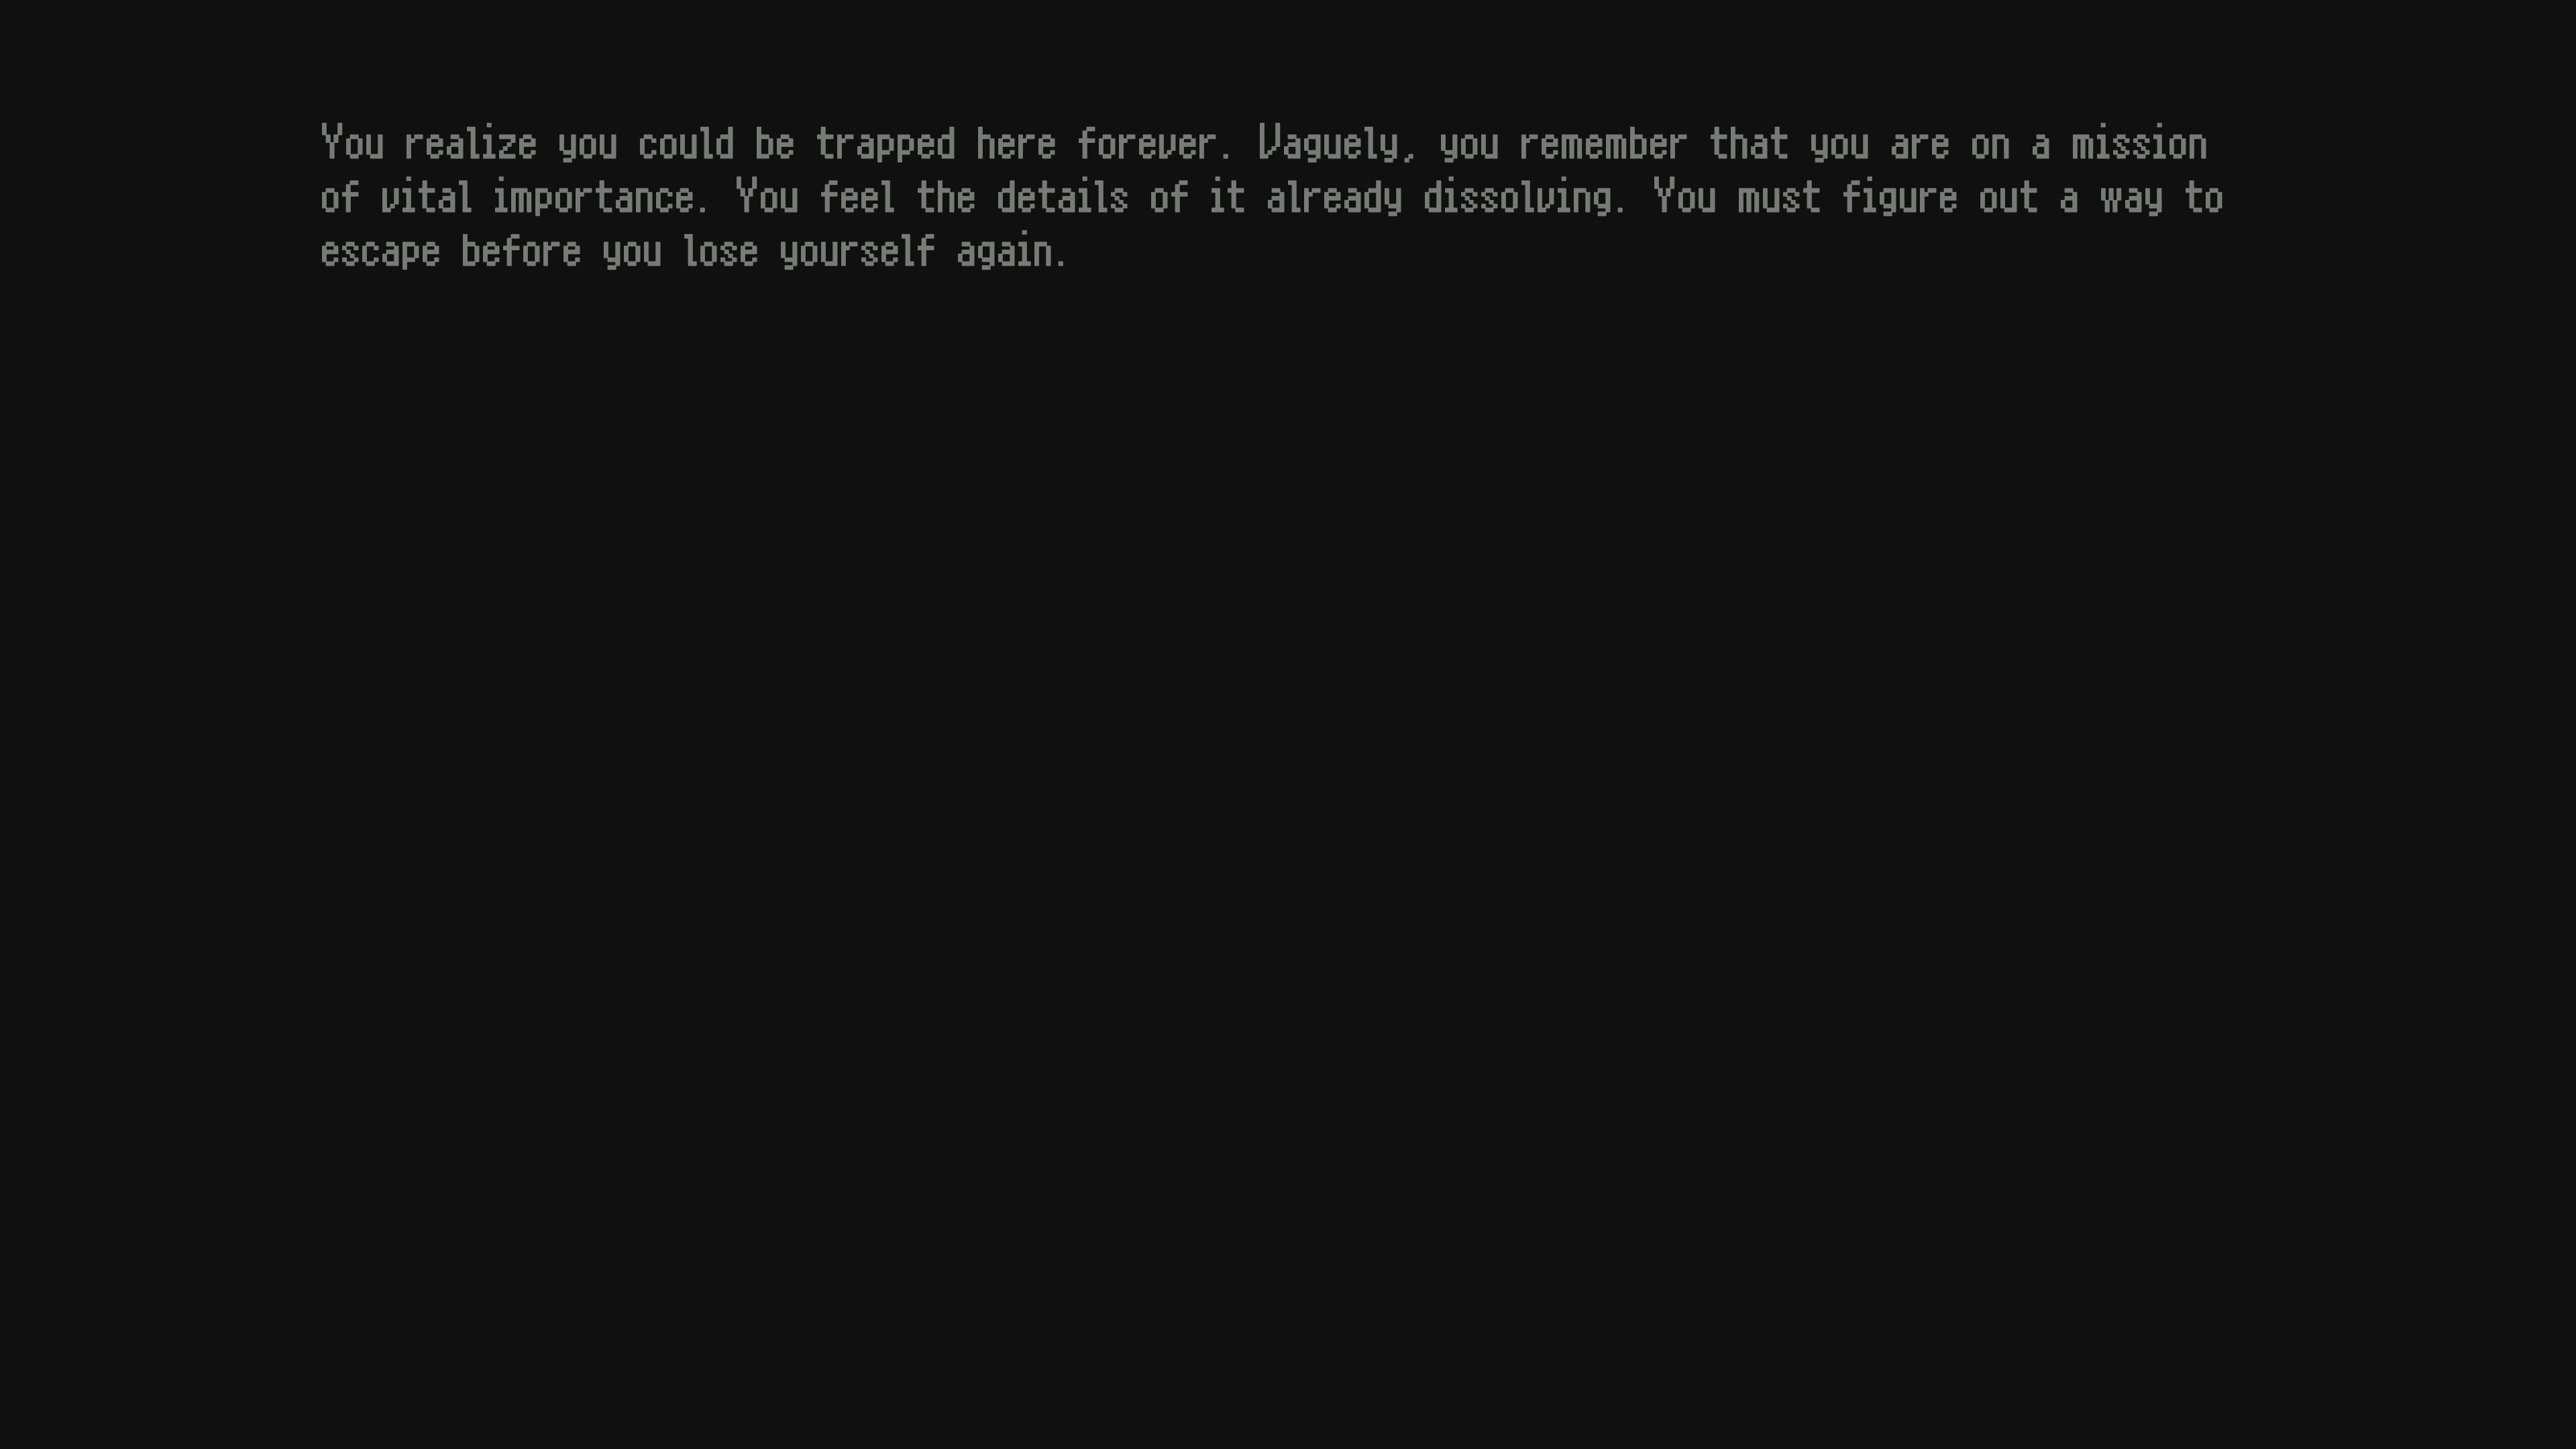 You realize you could be trapped here forever. Vaguely, you remember that you are on a mission
of vital importance. You feel the details of it already dissolving. You must figure out a way to
escape before you lose yourself again.